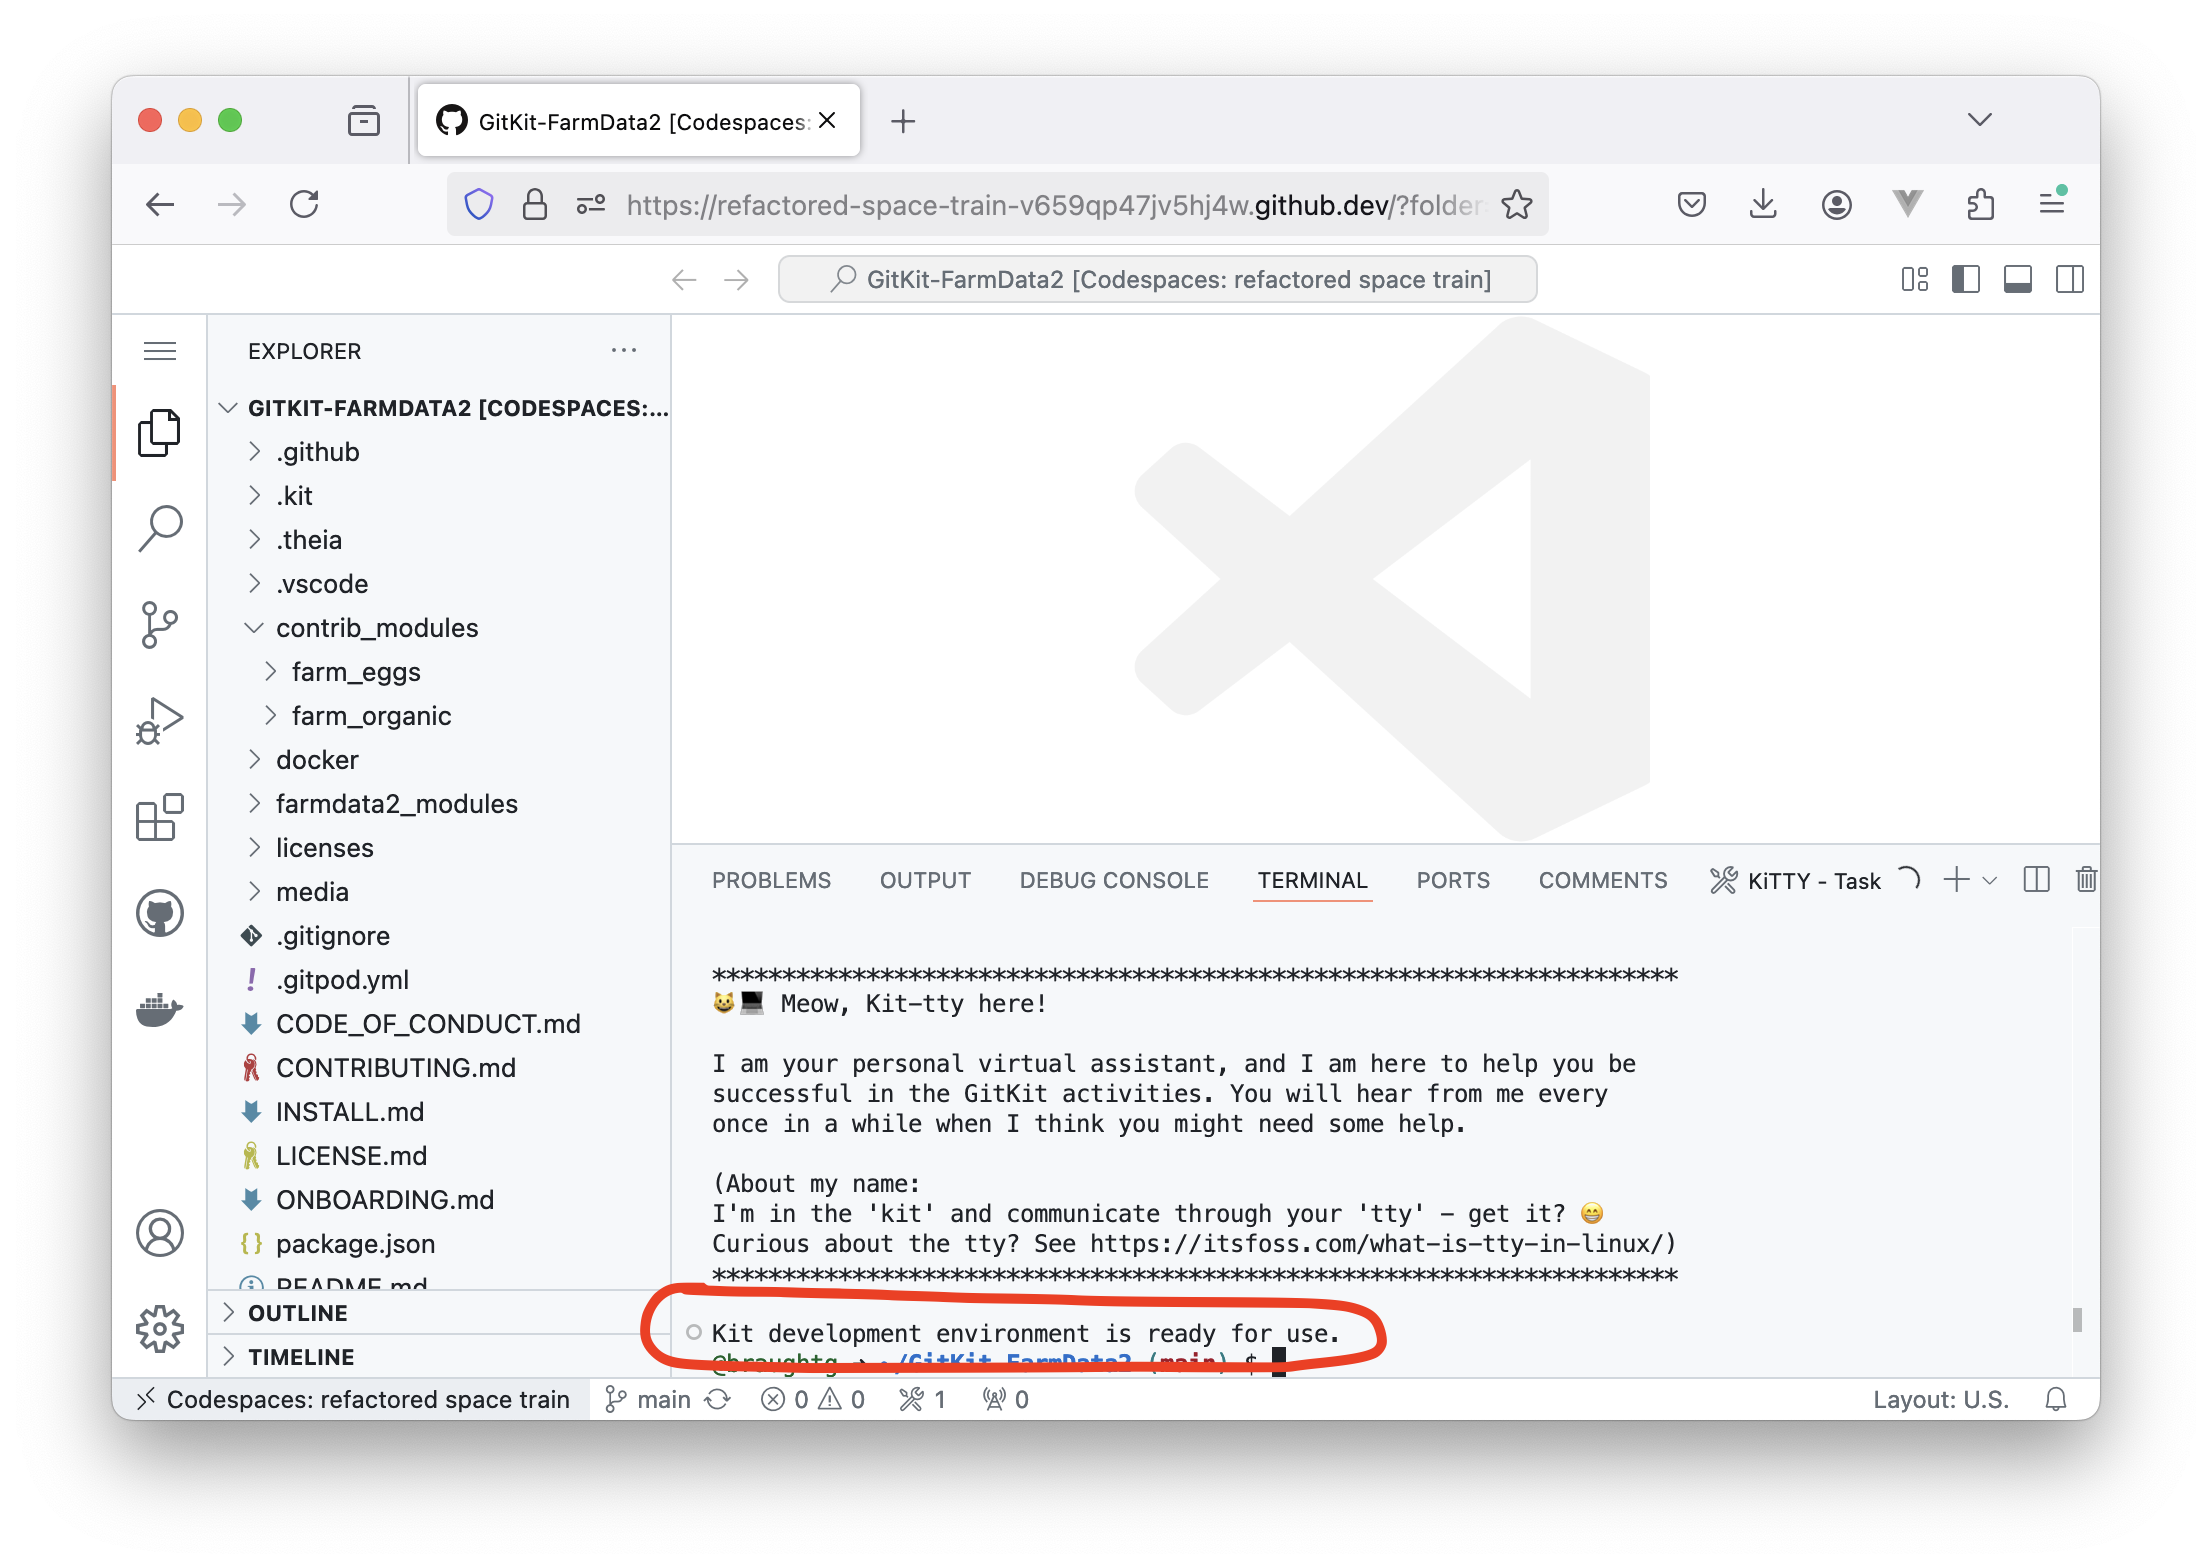 GitKit-FarmData2 [Codespaces:
https://refactored-space-train-v659qp47jv5hj4w.github.dev/?folder
GitKit-FarmData2 [Codespaces: refactored space train]
EXPLORER
GITKIT-FARMDATA2 [CODESPACES:...
.github
.kit
.theia
.vscode
contrib_modules
farm_eggs
farm_organic
docker
farmdata2_modules
licenses
media
.gitignore
.gitpod.yml
CODE_OF_CONDUCT.md
CONTRIBUTING.md
INSTALL.md
LICENSE.md
ONBOARDING.md
package.json
README.md
OUTLINE
TIMELINE
PROBLEMS OUTPUT DEBUG CONSOLE TERMINAL PORTS COMMENTS KiTTY - Task
*********************************************************************
😺💻 Meow, Kit-tty here!
I am your personal virtual assistant, and I am here to help you be
successful in the GitKit activities. You will hear from me every
once in a while when I think you might need some help.
(About my name:
I'm in the 'kit' and communicate through your 'tty' - get it? 😁
Curious about the tty? See https://itsfoss.com/what-is-tty-in-linux/)
*********************************************************************
Kit development environment is ready for use.
@braughtg → ~/GitKit-FarmData2 (main) $
Codespaces: refactored space train main 0 0 1 0 Layout: U.S.